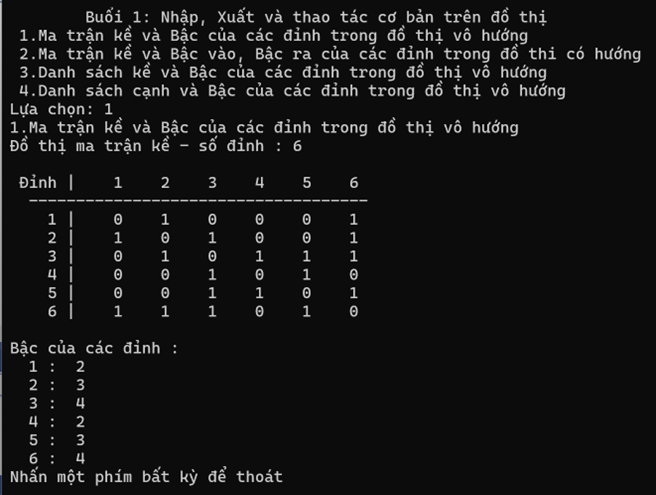 Buổi 1: Nhập, Xuất và thao tác cơ bản trên đồ thị
1.Ma trận kề và Bậc của các đỉnh trong đồ thị vô hướng
2.Ma trận kề và Bậc vào, Bậc ra của các đỉnh trong đồ thi có hướng
3.Danh sách kề và Bậc của các đỉnh trong đồ thị vô hướng
4.Danh sách cạnh và Bậc của các đỉnh trong đồ thị vô hướng
Lựa chọn: 1
1.Ma trận kề và Bậc của các đỉnh trong đồ thị vô hướng
Đồ thị ma trận kề - số đỉnh : 6
Đỉnh | 1 2 3 4 5 6
------------------------------------
1 | 0 1 0 0 0 1
2 | 1 0 1 0 0 1
3 | 0 1 0 1 1 1
4 | 0 0 1 0 1 0
5 | 0 0 1 1 0 1
6 | 1 1 1 0 1 0
Bậc của các đỉnh :
1 : 2
2 : 3
3 : 4
4 : 2
5 : 3
6 : 4
Nhấn một phím bất kỳ để thoát